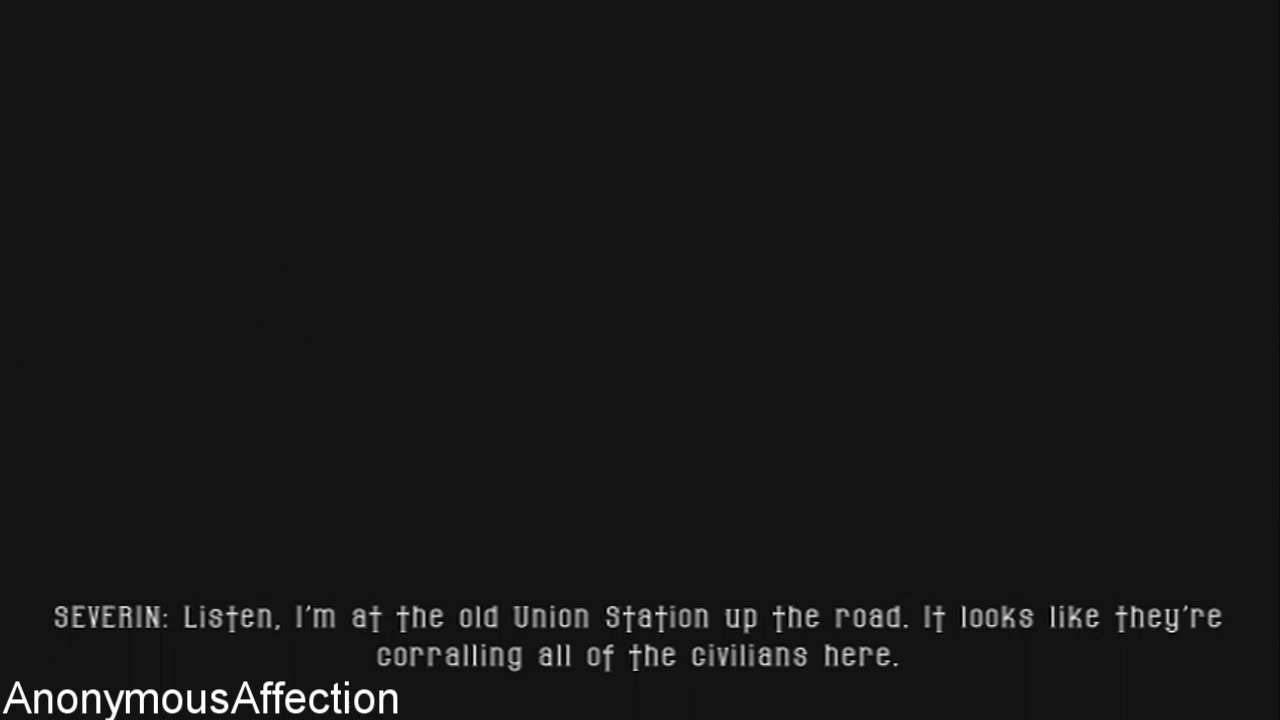 SEVERIN: Listen, I'm at the old Union Station up the road. It looks like they're
corralling all of the civilians here.
AnonymousAffection